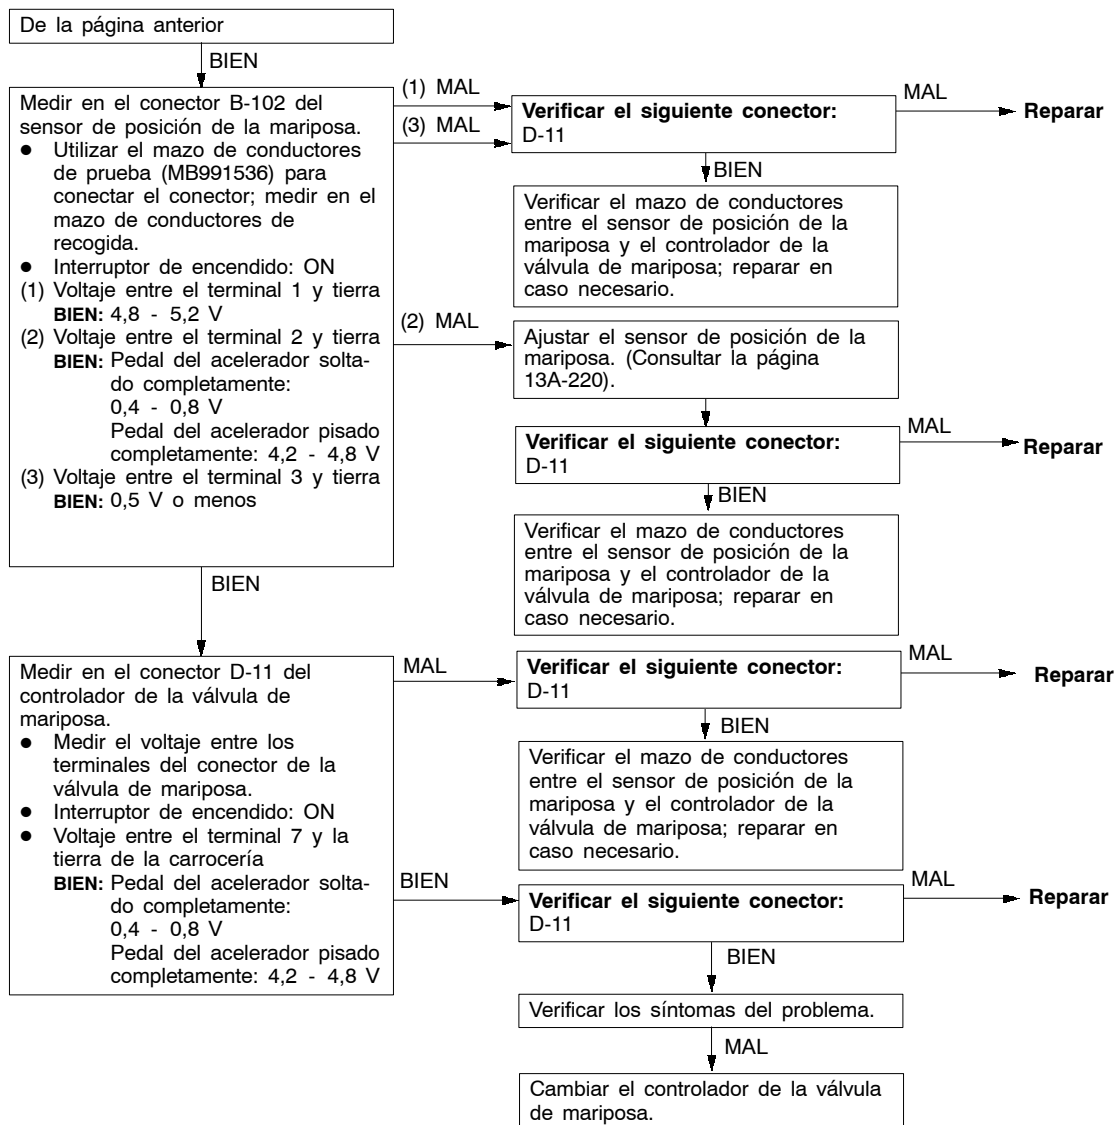 De la página anterior
BIEN
Medir en el conector B-102 del
sensor de posición de la mariposa.
● Utilizar el mazo de conductores
de prueba (MB991536) para
conectar el conector; medir en el
mazo de conductores de
recogida.
● Interruptor de encendido: ON
(1) Voltaje entre el terminal 1 y tierra
BIEN: 4,8 - 5,2 V
(2) Voltaje entre el terminal 2 y tierra
BIEN: Pedal del acelerador solta-
do completamente:
0,4 - 0,8 V
Pedal del acelerador pisado
completamente: 4,2 - 4,8 V
(3) Voltaje entre el terminal 3 y tierra
BIEN: 0,5 V o menos
(1) MAL
(3) MAL
Verificar el siguiente conector:
D-11
MAL
Reparar
BIEN
Verificar el mazo de conductores
entre el sensor de posición de la
mariposa y el controlador de la
válvula de mariposa; reparar en
caso necesario.
(2) MAL
Ajustar el sensor de posición de la
mariposa. (Consultar la página
13A-220).
Verificar el siguiente conector:
D-11
MAL
Reparar
BIEN
Verificar el mazo de conductores
entre el sensor de posición de la
mariposa y el controlador de la
válvula de mariposa; reparar en
caso necesario.
BIEN
Medir en el conector D-11 del
controlador de la válvula de
mariposa.
● Medir el voltaje entre los
terminales del conector de la
válvula de mariposa.
● Interruptor de encendido: ON
● Voltaje entre el terminal 7 y la
tierra de la carrocería
BIEN: Pedal del acelerador solta-
do completamente:
0,4 - 0,8 V
Pedal del acelerador pisado
completamente: 4,2 - 4,8 V
MAL
Verificar el siguiente conector:
D-11
MAL
Reparar
BIEN
Verificar el mazo de conductores
entre el sensor de posición de la
mariposa y el controlador de la
válvula de mariposa; reparar en
caso necesario.
BIEN
Verificar el siguiente conector:
D-11
MAL
Reparar
BIEN
Verificar los síntomas del problema.
MAL
Cambiar el controlador de la válvula
de mariposa.